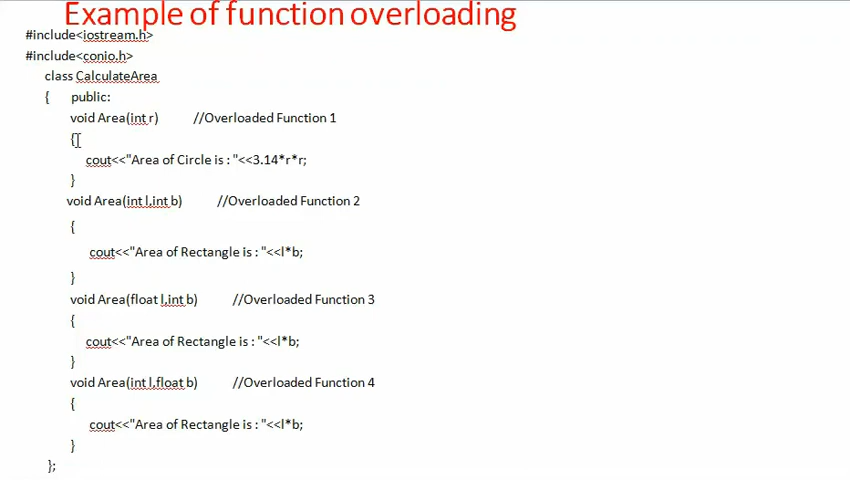 Example of function overloading
#include<iostream.h>
#include<conio.h>
class CalculateArea
{ public:
void Area(int r) //Overloaded Function 1
{
cout<<"Area of Circle is : "<<3.14*r*r;
}
void Area(int l,int b) //Overloaded Function 2
{
cout<<"Area of Rectangle is : "<<l*b;
}
void Area(float l,int b) //Overloaded Function 3
{
cout<<"Area of Rectangle is : "<<l*b;
}
void Area(int l,float b) //Overloaded Function 4
{
cout<<"Area of Rectangle is : "<<l*b;
}
};